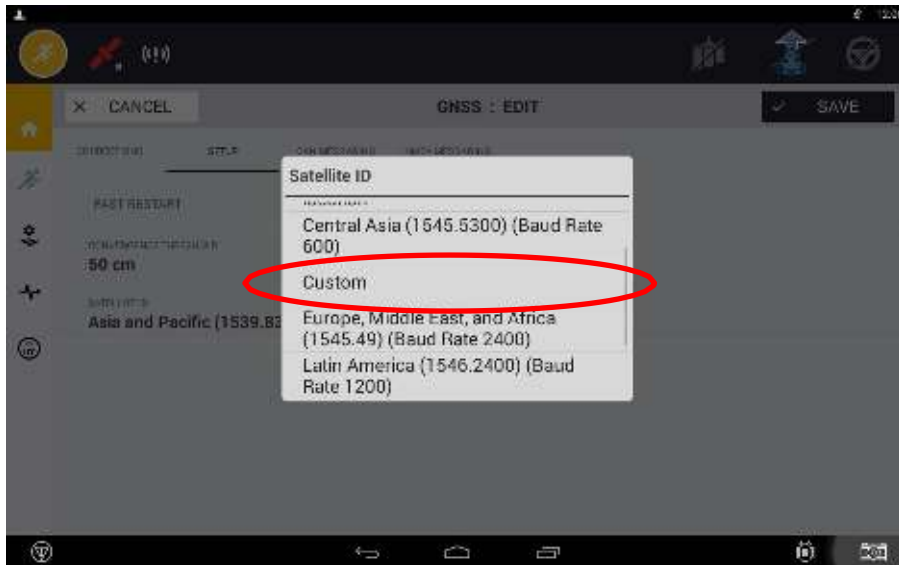 12:0
CANCEL
GNSS : EDIT
SAVE
SETUP
Satellite ID
FAST RESTART
Central Asia (1545.5300) (Baud Rate
600)
50 cm
Custom
Asia and Pacific (1539.83
Europe, Middle East, and Africa
(1545.49) (Baud Rate 2400)
Latin America (1546.2400) (Baud
Rate 1200)